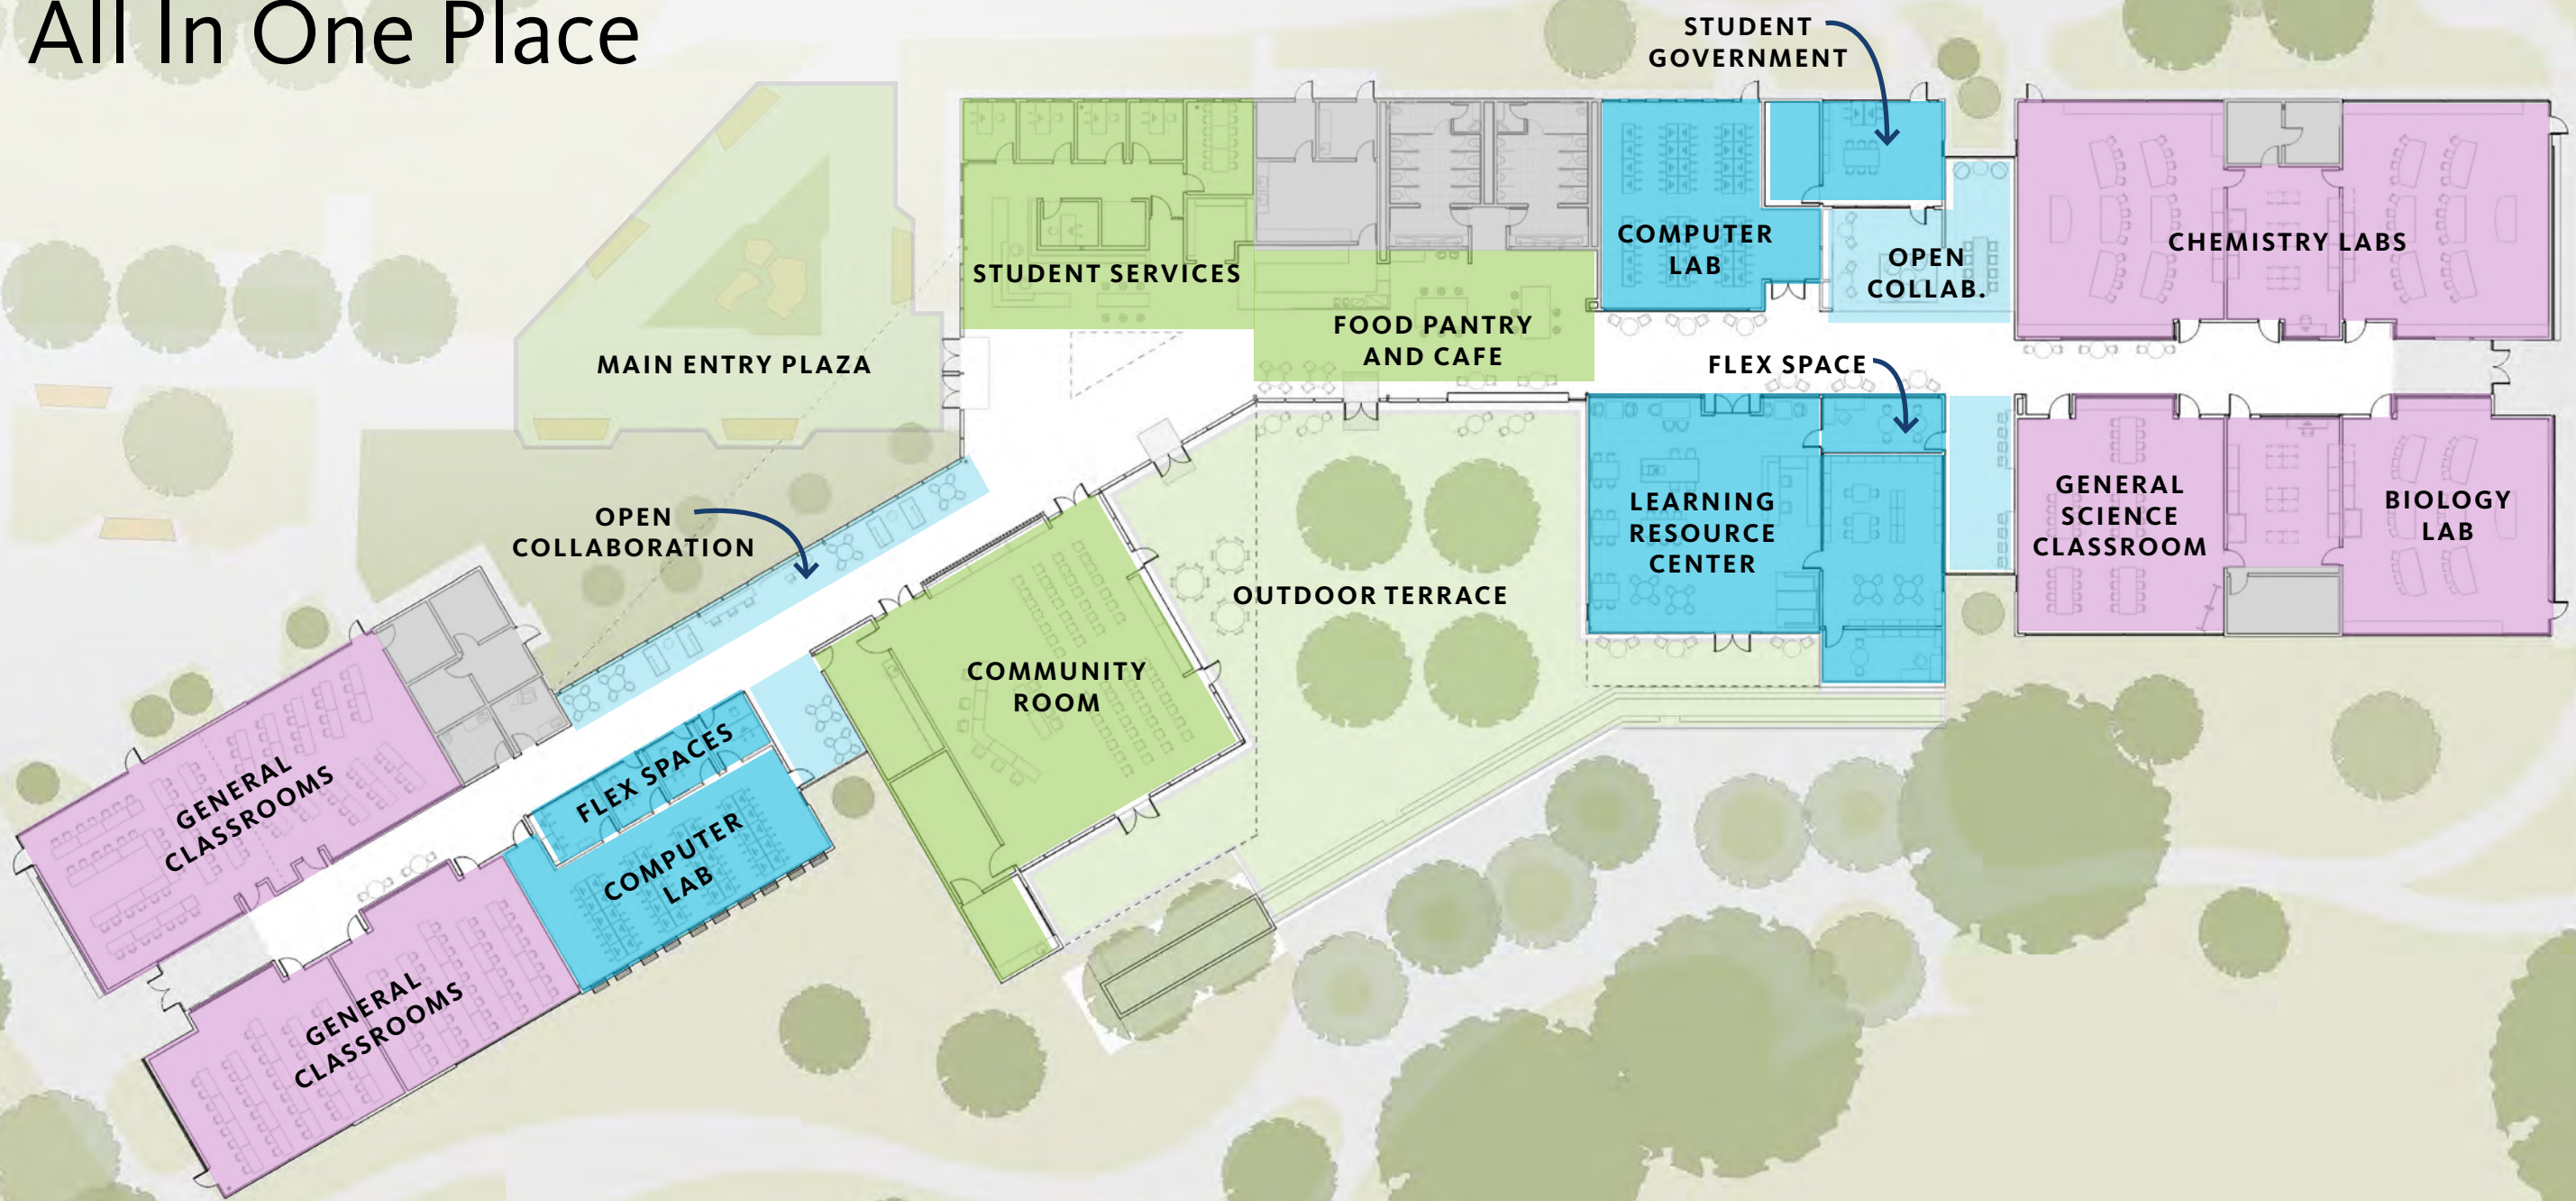 All In One Place
STUDENT
GOVERNMENT
STUDENT SERVICES
COMPUTER
LAB
OPEN
COLLAB.
CHEMISTRY LABS
MAIN ENTRY PLAZA
FOOD PANTRY
AND CAFE
FLEX SPACE
OPEN
COLLABORATION
LEARNING
RESOURCE
CENTER
GENERAL
SCIENCE
CLASSROOM
BIOLOGY
LAB
OUTDOOR TERRACE
COMMUNITY
ROOM
FLEX SPACES
COMPUTER
LAB
GENERAL
CLASSROOMS
GENERAL
CLASSROOMS